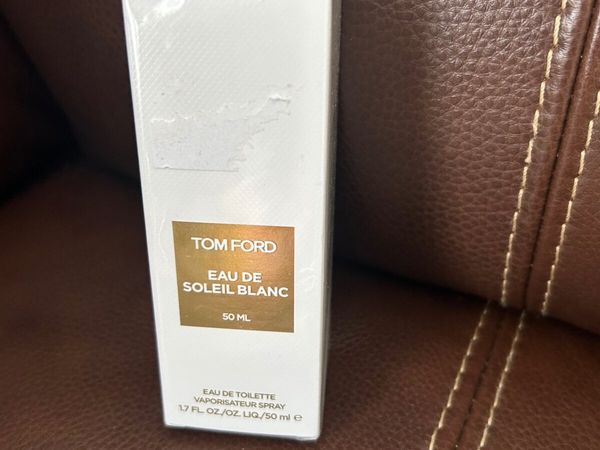 TOM FORD
EAU DE
SOLEIL BLANC
50 ML
EAU DE TOILETTE
VAPORISATEUR SPRAY
1.7 FL. OZ./OZ. LIQ./50 ml ℮